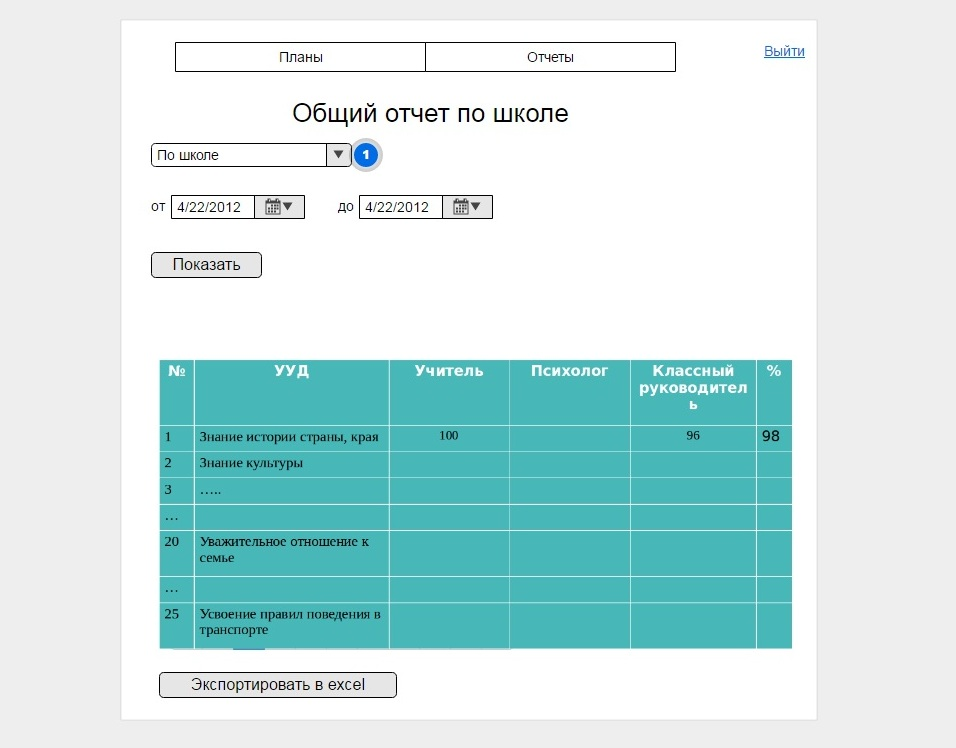 Планы Отчеты Выйти
Общий отчет по школе
По школе 1
от 4/22/2012 до 4/22/2012
Показать
№ УУД Учитель Психолог Классный %
руководител
ь
1 Знание истории страны, края 100 96 98
2 Знание культуры
3 …..
…
20 Уважительное отношение к
семье
…
25 Усвоение правил поведения в
транспорте
Экспортировать в excel